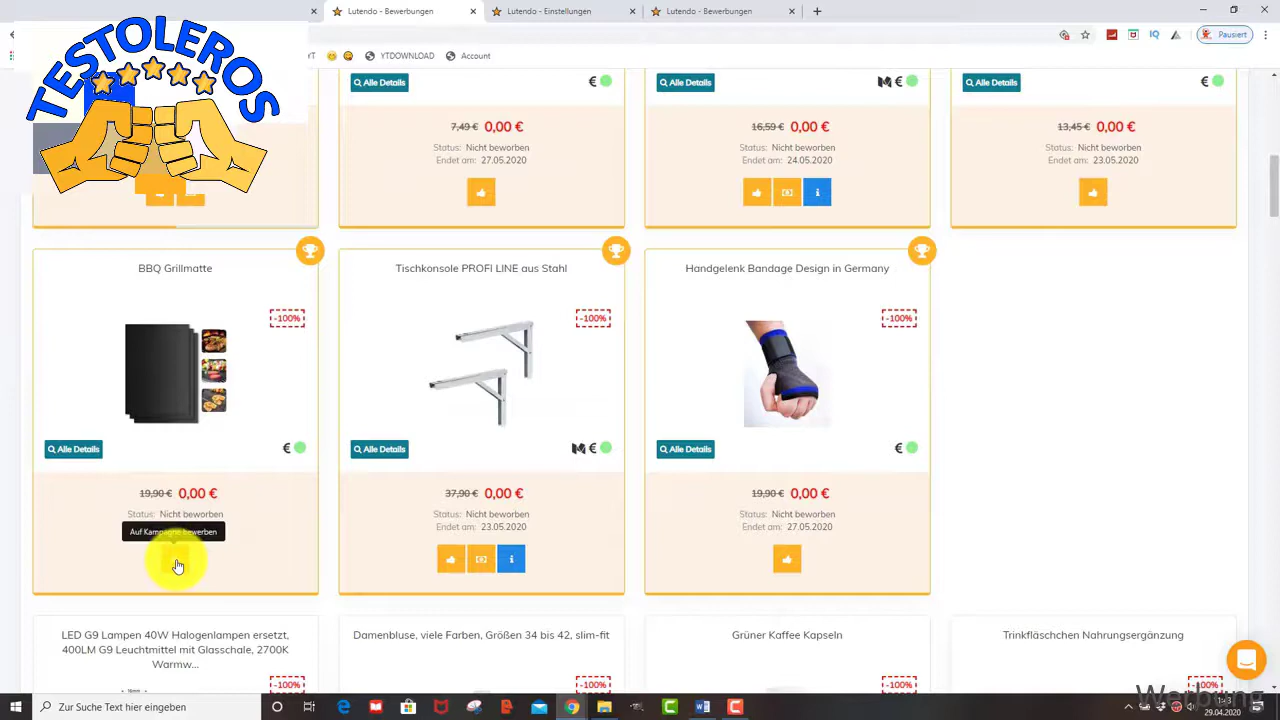 TESTOLEROS
Lutendo - Bewerbungen
Lutendo - Einstellungen
Lutendo - Bewerbungen
Pausiert
YTDOWNLOAD
Account
Alle Details
€
Alle Details
€
Alle Details
€
7,49 € 0,00 €
Status: Nicht beworben
Endet am: 27.05.2020
16,59 € 0,00 €
Status: Nicht beworben
Endet am: 24.05.2020
13,45 € 0,00 €
Status: Nicht beworben
Endet am: 23.05.2020
BBQ Grillmatte
-100%
Alle Details
€
19,90 € 0,00 €
Status: Nicht beworben
Auf Kampagne bewerben
Tischkonsole PROFI LINE aus Stahl
-100%
Alle Details
€
37,90 € 0,00 €
Status: Nicht beworben
Endet am: 23.05.2020
Handgelenk Bandage Design in Germany
-100%
Alle Details
€
19,90 € 0,00 €
Status: Nicht beworben
Endet am: 27.05.2020
LED G9 Lampen 40W Halogenlampen ersetzt,
400LM G9 Leuchtmittel mit Glasschale, 2700K
Warmw...
-100%
Damenbluse, viele Farben, Größen 34 bis 42, slim-fit
-100%
Grüner Kaffee Kapseln
-100%
Trinkfläschchen Nahrungsergänzung
-100%
Werbung
Zur Suche Text hier eingeben
29.04.2020